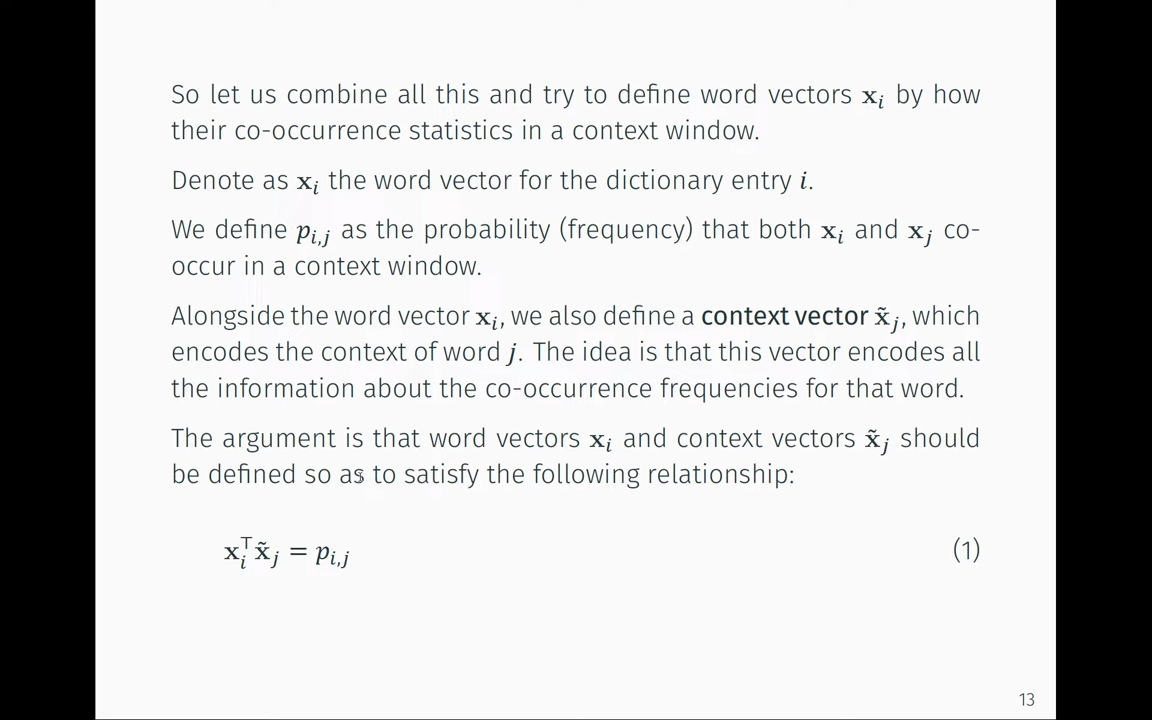 So let us combine all this and try to define word vectors 𝐱ᵢ by how
their co-occurrence statistics in a context window.
Denote as 𝐱ᵢ the word vector for the dictionary entry i.
We define pᵢ,ⱼ as the probability (frequency) that both 𝐱ᵢ and 𝐱ⱼ co-
occur in a context window.
Alongside the word vector 𝐱ᵢ, we also define a context vector 𝐱̃ⱼ, which
encodes the context of word j. The idea is that this vector encodes all
the information about the co-occurrence frequencies for that word.
The argument is that word vectors 𝐱ᵢ and context vectors 𝐱̃ⱼ should
be defined so as to satisfy the following relationship:
𝐱ᵢᵀ𝐱̃ⱼ = pᵢ,ⱼ (1)
13